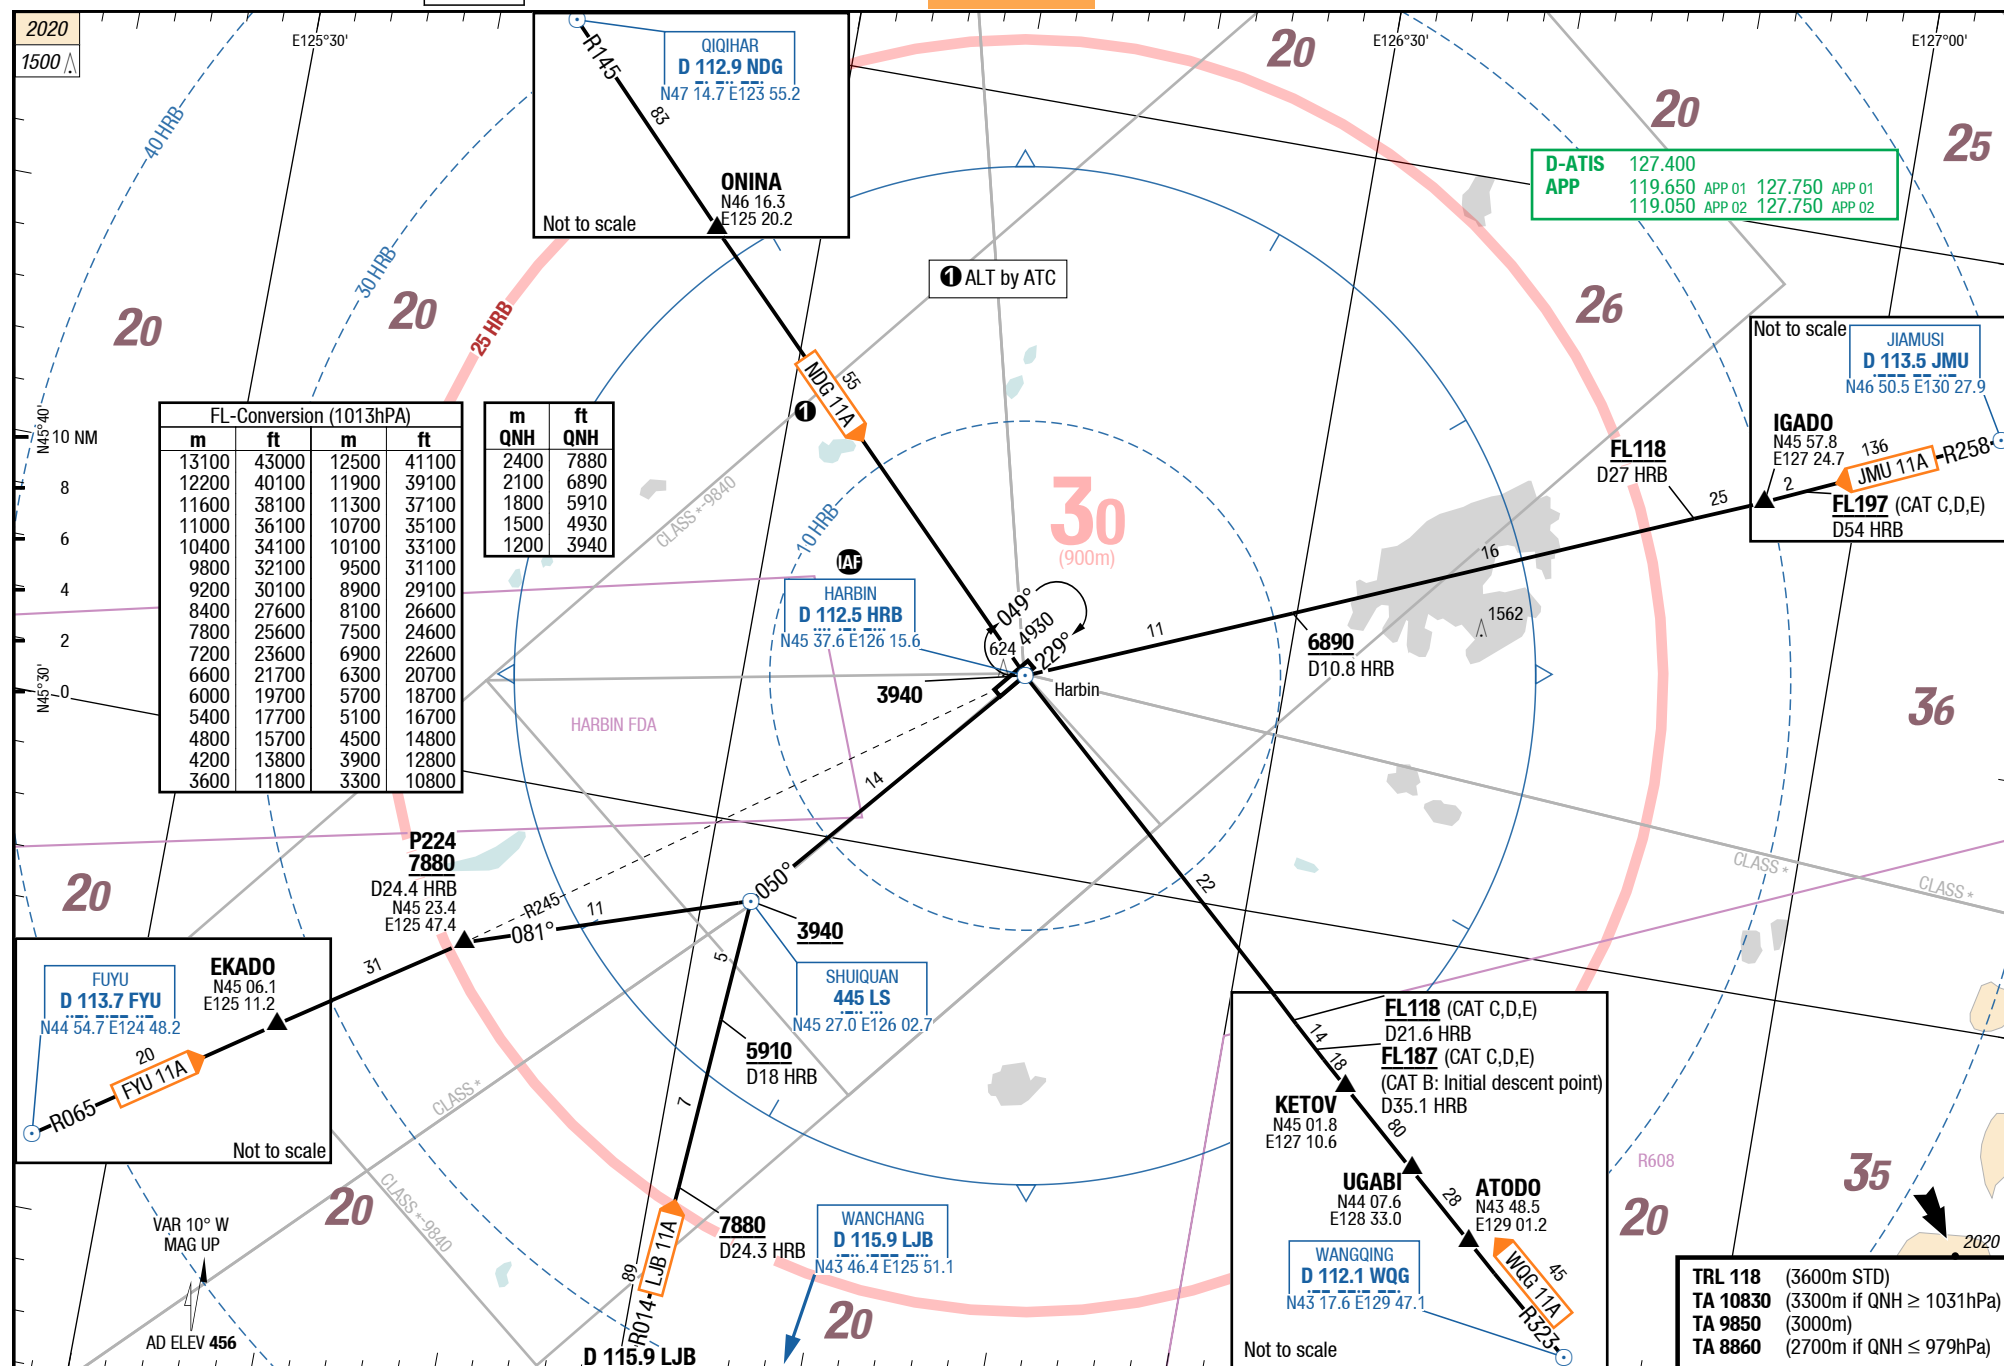 2020
1500
E125°30'
E126°30'
E127°00'
QIQIHAR
D 112.9 NDG
N47 14.7 E123 55.2
R145
83
ONINA
N46 16.3
E125 20.2
Not to scale
40 HRB
30 HRB
25 HRB
10 HRB
20
20
20
20
25
26
D-ATIS 127.400
APP 119.650 APP 01 127.750 APP 01
119.050 APP 02 127.750 APP 02
1 ALT by ATC
NDG 11A
55
1
Not to scale
JIAMUSI
D 113.5 JMU
N46 50.5 E130 27.9
IGADO
N45 57.8
E127 24.7
136
JMU 11A
R258
2
FL197 (CAT C,D,E)
D54 HRB
FL118
D27 HRB
25
16
11
6890
D10.8 HRB
1562
N45°40'
10 NM
8
6
4
2
0
N45°30'
FL-Conversion (1013hPA)
m ft m ft
13100 43000 12500 41100
12200 40100 11900 39100
11600 38100 11300 37100
11000 36100 10700 35100
10400 34100 10100 33100
9800 32100 9500 31100
9200 30100 8900 29100
8400 27600 8100 26600
7800 25600 7500 24600
7200 23600 6900 22600
6600 21700 6300 20700
6000 19700 5700 18700
5400 17700 5100 16700
4800 15700 4500 14800
4200 13800 3900 12800
3600 11800 3300 10800
m ft
QNH QNH
2400 7880
2100 6890
1800 5910
1500 4930
1200 3940
CLASS *-9840
30
(900m)
IAF
HARBIN
D 112.5 HRB
N45 37.6 E126 15.6
049°
4930
229°
624
3940
Harbin
HARBIN FDA
36
14
P224
7880
D24.4 HRB
N45 23.4
E125 47.4
R245
11
081°
050°
3940
SHUIQUAN
445 LS
N45 27.0 E126 02.7
5
5910
D18 HRB
7
22
CLASS *
CLASS *
20
FUYU
D 113.7 FYU
N44 54.7 E124 48.2
EKADO
N45 06.1
E125 11.2
31
20
FYU 11A
R065
Not to scale
CLASS *
CLASS *-9840
20
VAR 10° W
MAG UP
AD ELEV 456
7880
D24.3 HRB
LJB 11A
89
R014
D 115.9 LJB
WANCHANG
D 115.9 LJB
N43 46.4 E125 51.1
20
FL118 (CAT C,D,E)
D21.6 HRB
FL187 (CAT C,D,E)
(CAT B: Initial descent point)
D35.1 HRB
14
18
KETOV
N45 01.8
E127 10.6
80
UGABI
N44 07.6
E128 33.0
28
ATODO
N43 48.5
E129 01.2
WANGQING
D 112.1 WQG
N43 17.6 E129 47.1
45
WQG 11A
R323
Not to scale
R608
20
35
2020
TRL 118 (3600m STD)
TA 10830 (3300m if QNH ≥ 1031hPa)
TA 9850 (3000m)
TA 8860 (2700m if QNH ≤ 979hPa)